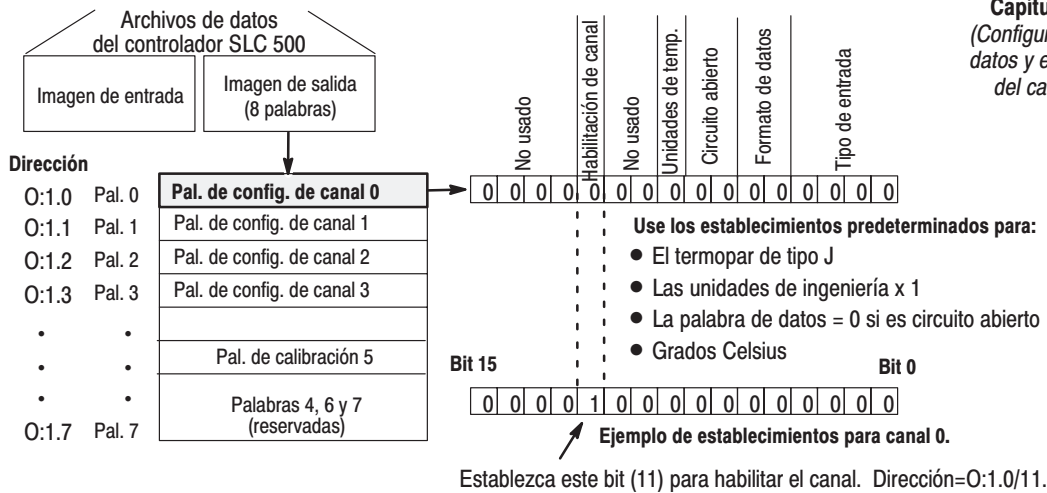 Archivos de datos
del controlador SLC 500
Imagen de entrada
Imagen de salida
(8 palabras)
Dirección
O:1.0 Pal. 0 Pal. de config. de canal 0
O:1.1 Pal. 1 Pal. de config. de canal 1
O:1.2 Pal. 2 Pal. de config. de canal 2
O:1.3 Pal. 3 Pal. de config. de canal 3
• •
• • Pal. de calibración 5
• • Palabras 4, 6 y 7
(reservadas)
O:1.7 Pal. 7
No usado
Habilitación de canal
No usado
Unidades de temp.
Circuito abierto
Formato de datos
Tipo de entrada
(Configur
datos y e
del ca
0 0 0 0 0 0 0 0 0 0 0 0 0 0 0 0
Use los establecimientos predeterminados para:
• El termopar de tipo J
• Las unidades de ingeniería x 1
• La palabra de datos = 0 si es circuito abierto
• Grados Celsius
Bit 15 Bit 0
0 0 0 0 1 0 0 0 0 0 0 0 0 0 0 0
Ejemplo de establecimientos para canal 0.
Establezca este bit (11) para habilitar el canal. Dirección=O:1.0/11.